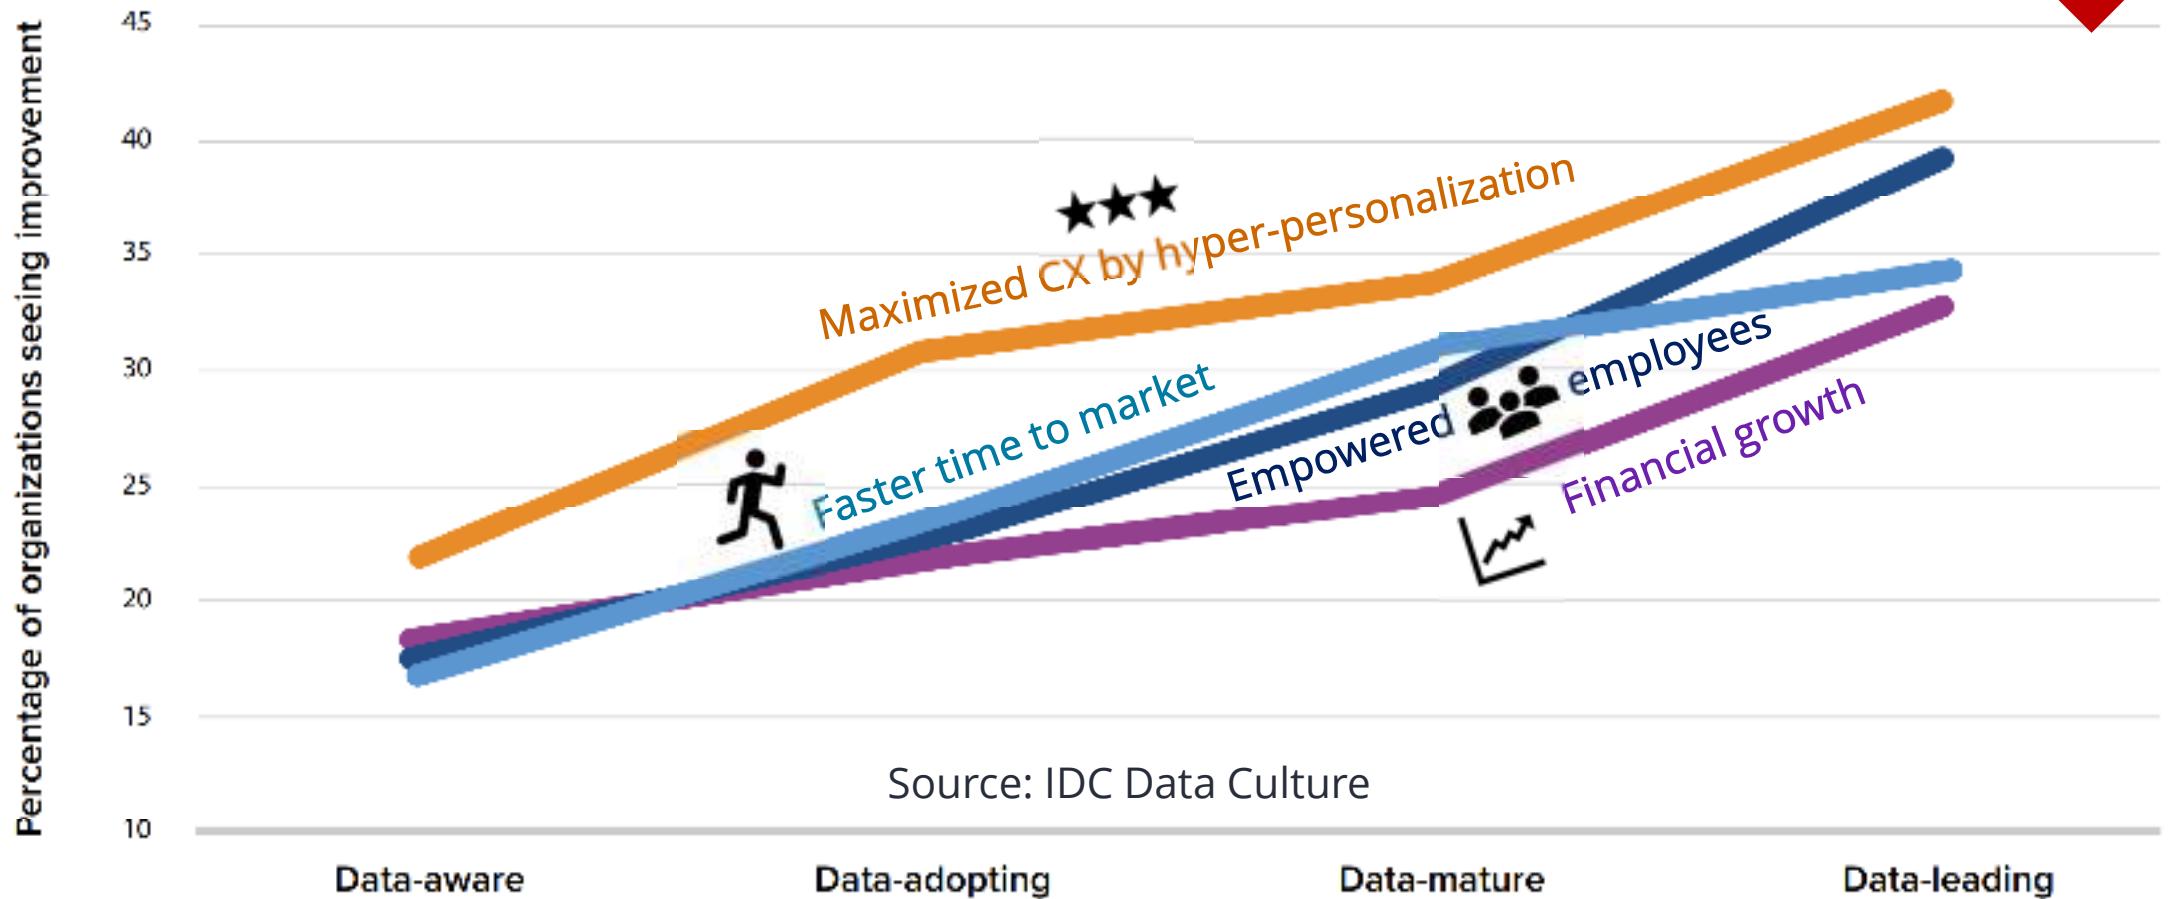 Percentage of organizations seeing improvement
45
40
35
30
25
20
15
10
Maximized CX by hyper-personalization
Faster time to market
Empowered employees
Financial growth
Source: IDC Data Culture
Data-aware Data-adopting Data-mature Data-leading